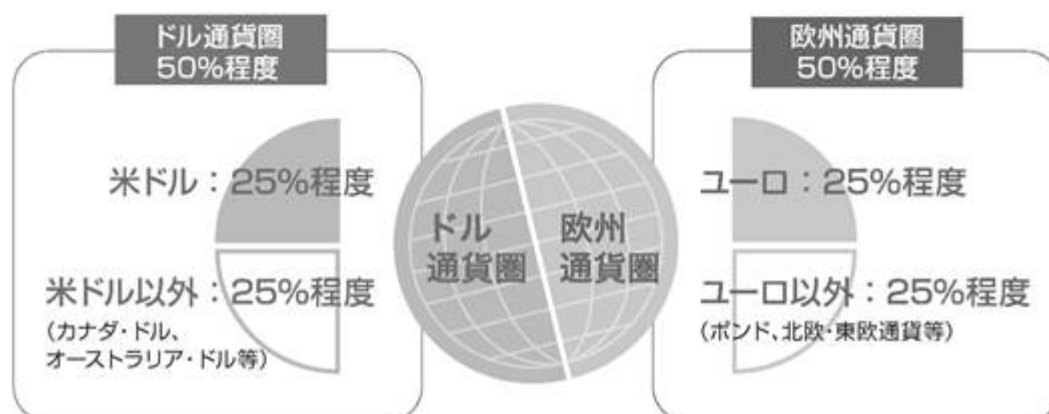 ドル通貨圏
50%程度
米ドル：25%程度
米ドル以外：25%程度
(カナダ・ドル、
オーストラリア・ドル等)
ドル
通貨圏
欧州
通貨圏
欧州通貨圏
50%程度
ユーロ：25%程度
ユーロ以外：25%程度
(ポンド、北欧・東欧通貨等)